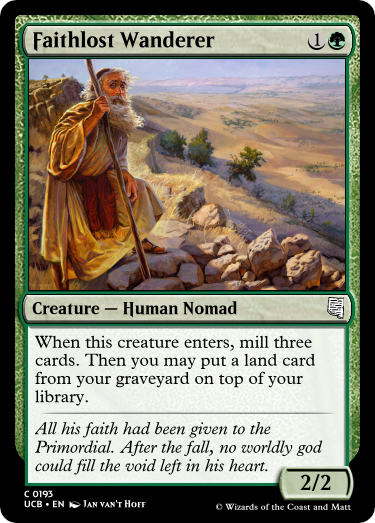 Faithlost Wanderer 1
Creature — Human Nomad
When this creature enters, mill three
cards. Then you may put a land card
from your graveyard on top of your
library.
All his faith had been given to the
Primordial. After the fall, no worldly god
could fill the void left in his heart.
2/2
C 0193
UCB • EN Jan van't Hoff
© Wizards of the Coast and Matt